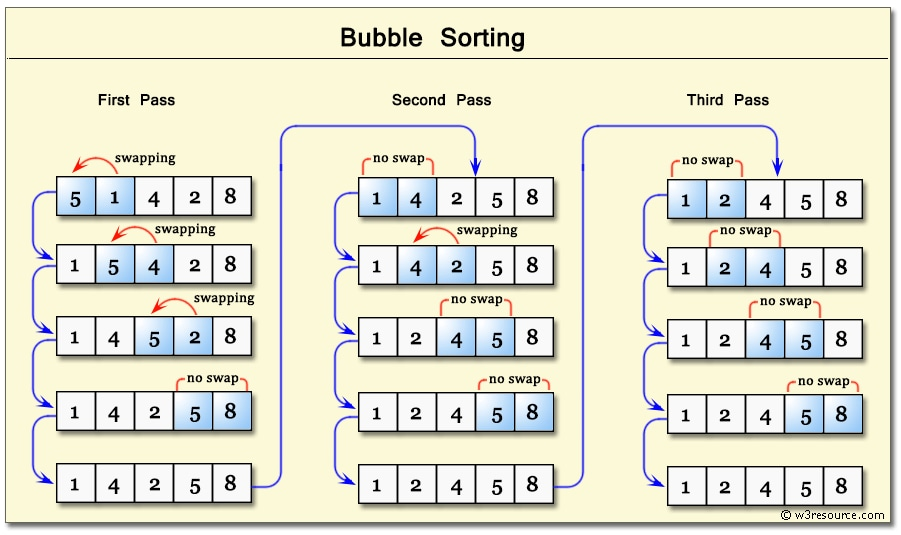 Bubble Sorting
First Pass
swapping
5 1 4 2 8
swapping
1 5 4 2 8
swapping
1 4 5 2 8
no swap
1 4 2 5 8
1 4 2 5 8
Second Pass
no swap
1 4 2 5 8
swapping
1 4 2 5 8
no swap
1 2 4 5 8
no swap
1 2 4 5 8
1 2 4 5 8
Third Pass
no swap
1 2 4 5 8
no swap
1 2 4 5 8
no swap
1 2 4 5 8
no swap
1 2 4 5 8
1 2 4 5 8
© w3resource.com